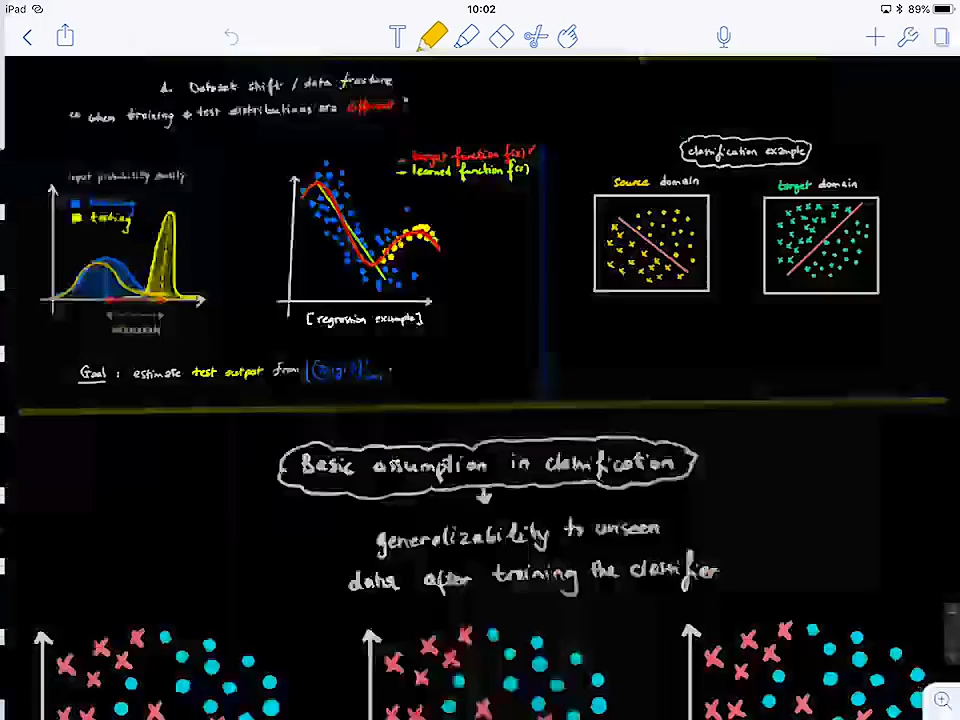 iPad
10:02
89%
T
1. Dataset shift / data fracture
when training & test distributions are different
input probability density
training
testing
target function f(x)
learned function f(x)
[regression example]
Goal : estimate test output from
classification example
source domain
target domain
Basic assumption in classification
generalizability to unseen
data after training the classifier